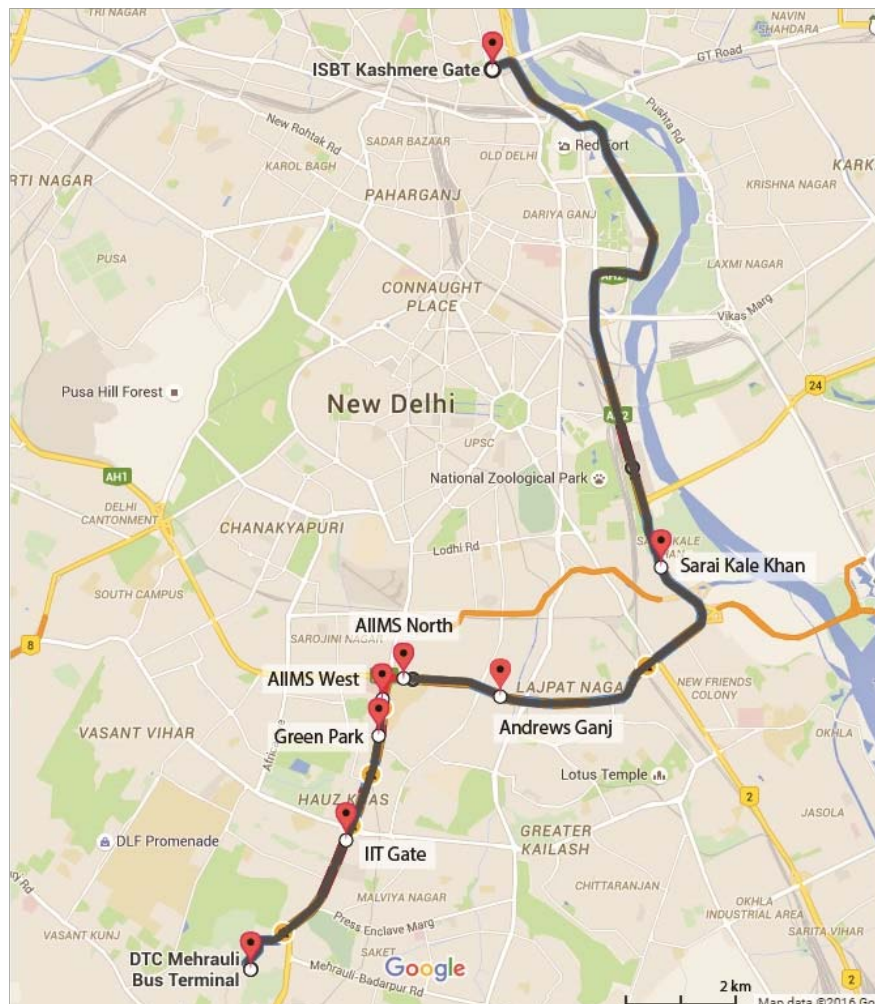 TRI NAGAR
NAVIN
SHAHDARA
ISBT Kashmere Gate
GT Road
Pushta Rd
New Rohtak Rd
SADAR BAZAAR
Red Fort
OLD DELHI
KAROL BAGH
RTI NAGAR
KARK
PAHARGANJ
KRISHNA NAGAR
DARIYA GANJ
PUSA
LAXMI NAGAR
CONNAUGHT
PLACE
Vikas Marg
Pusa Hill Forest
24
New Delhi
UPSC
AH1
National Zoological Park
DELHI
CANTONMENT
CHANAKYAPURI
Lodhi Rd
Sarai Kale Khan
SOUTH CAMPUS
AIIMS North
8
SAROJINI NAGAR
AIIMS West
LAJPAT NAGAR
NEW FRIENDS
COLONY
VASANT VIHAR
Green Park
Andrews Ganj
OKHLA
Lotus Temple
HAUZ KHAS
2
JASOLA
DLF Promenade
IIT Gate
GREATER
KAILASH
CHITTARANJAN
MALVIYA NAGAR
OKHLA
INDUSTRIAL AREA
Press Enclave Marg
VASANT KUNJ
SAKET
SARITA VIHAR
DTC Mehrauli
Bus Terminal
Google
2
Mehrauli-Badarpur Rd
2 km
Map data ©2016 Go